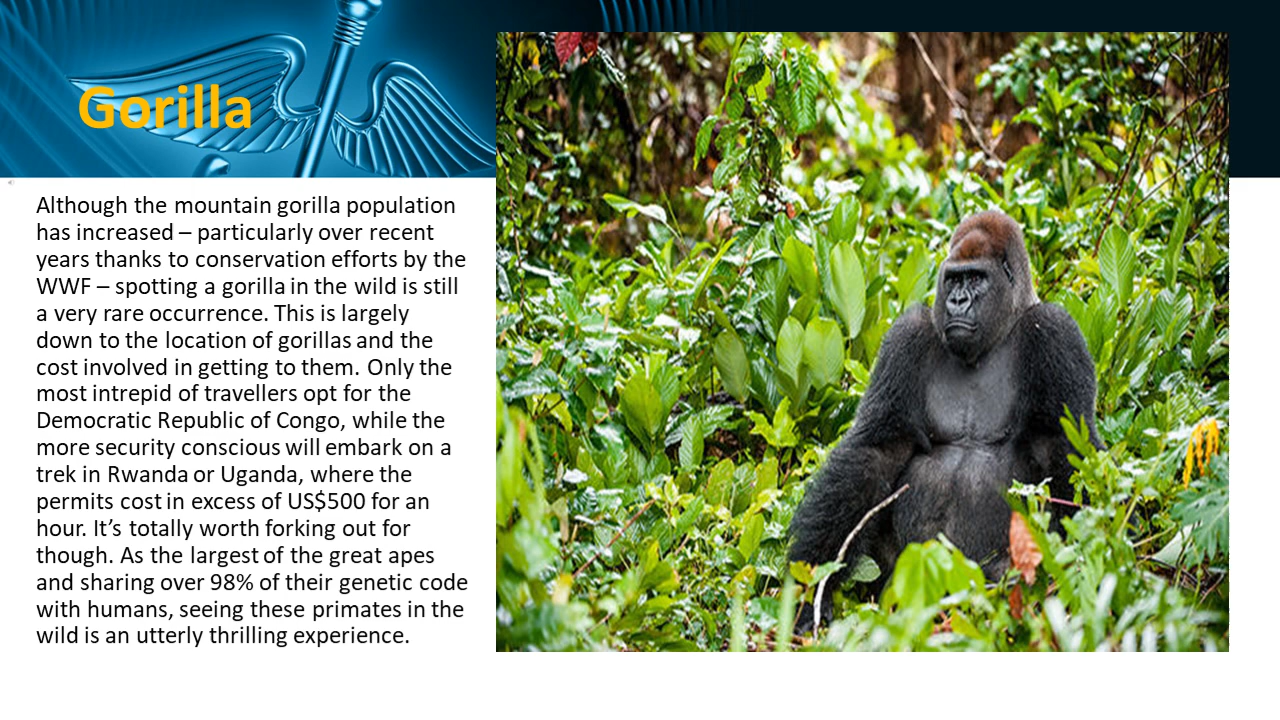 Gorilla
Although the mountain gorilla population
has increased – particularly over recent
years thanks to conservation efforts by the
WWF – spotting a gorilla in the wild is still
a very rare occurrence. This is largely
down to the location of gorillas and the
cost involved in getting to them. Only the
most intrepid of travellers opt for the
Democratic Republic of Congo, while the
more security conscious will embark on a
trek in Rwanda or Uganda, where the
permits cost in excess of US$500 for an
hour. It’s totally worth forking out for
though. As the largest of the great apes
and sharing over 98% of their genetic code
with humans, seeing these primates in the
wild is an utterly thrilling experience.